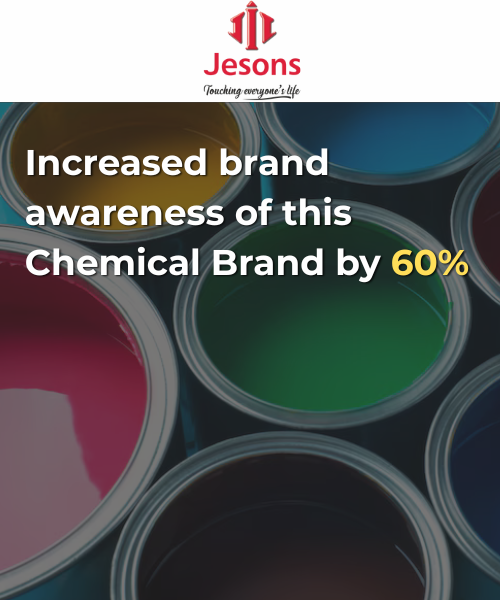 Jesons
Touching everyone's life
Increased brand
awareness of this
Chemical Brand by 60%